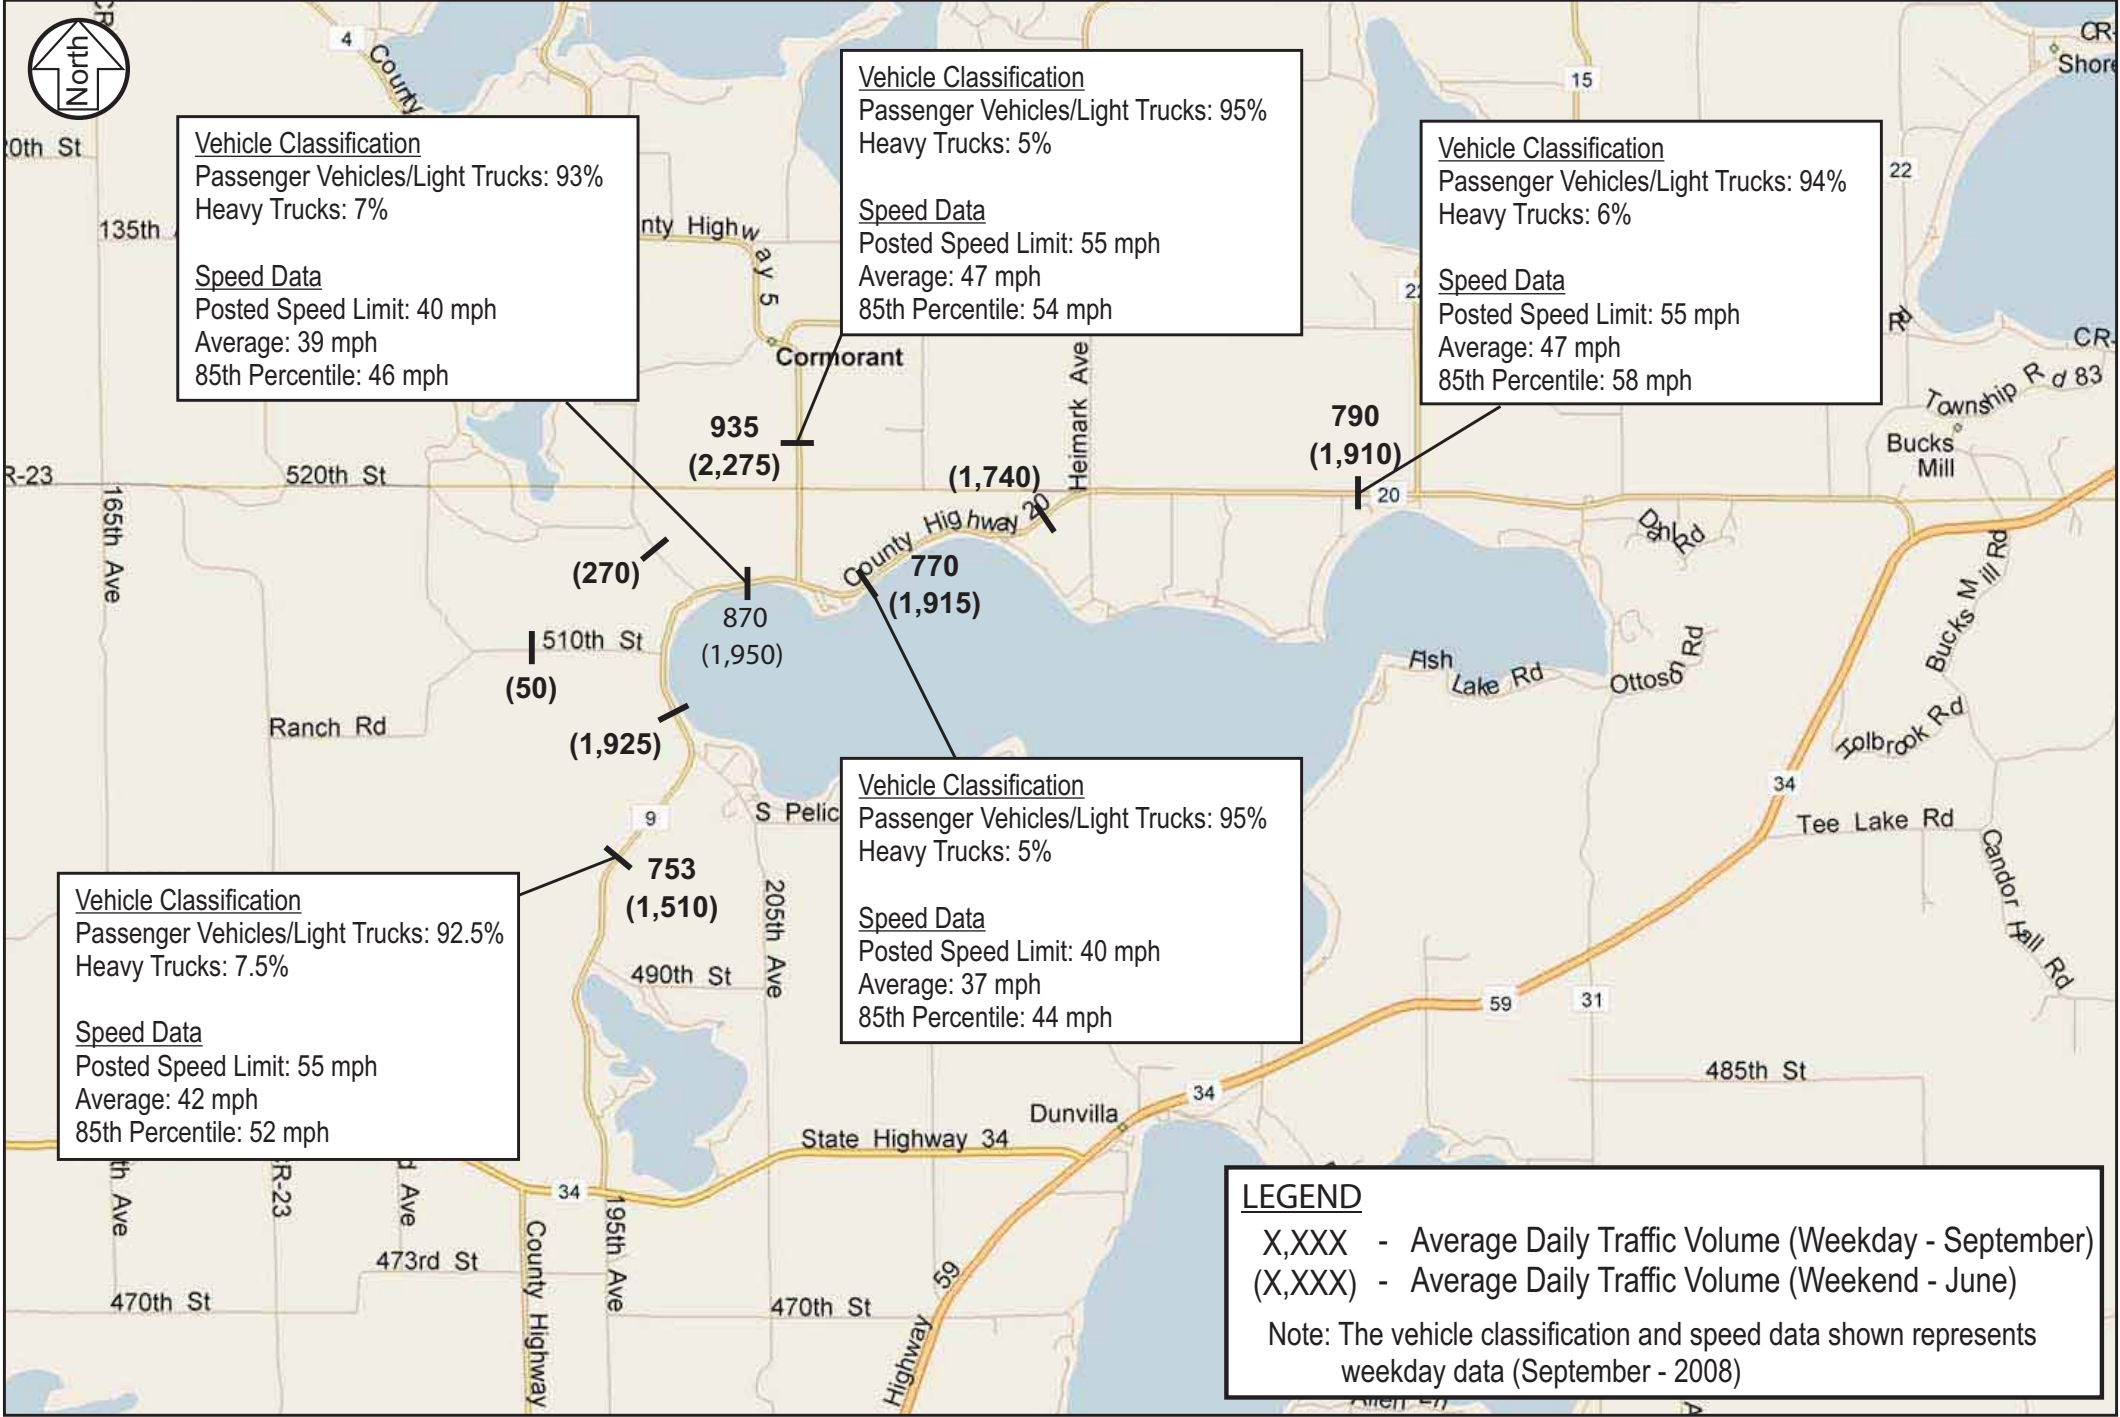 North
CR
4
County
15
CR-
Shore
22
0th St
135th
nty Highway 5
Vehicle Classification
Passenger Vehicles/Light Trucks: 93%
Heavy Trucks: 7%
Speed Data
Posted Speed Limit: 40 mph
Average: 39 mph
85th Percentile: 46 mph
Vehicle Classification
Passenger Vehicles/Light Trucks: 95%
Heavy Trucks: 5%
Speed Data
Posted Speed Limit: 55 mph
Average: 47 mph
85th Percentile: 54 mph
Vehicle Classification
Passenger Vehicles/Light Trucks: 94%
Heavy Trucks: 6%
Speed Data
Posted Speed Limit: 55 mph
Average: 47 mph
85th Percentile: 58 mph
22
Rd
CR-
Township Rd 83
Bucks
Mill
Cormorant
Heimark Ave
935
(2,275)
(1,740)
790
(1,910)
R-23
520th St
165th Ave
County Highway 20
20
(270)
770
(1,915)
870
(1,950)
510th St
(50)
Ranch Rd
(1,925)
Fish
Lake Rd
Ottoson Rd
Rd
Bucks Mill Rd
Holbrook Rd
34
Tee Lake Rd
Candor Hall Rd
9
S Pelic
753
(1,510)
205th Ave
490th St
Vehicle Classification
Passenger Vehicles/Light Trucks: 92.5%
Heavy Trucks: 7.5%
Speed Data
Posted Speed Limit: 55 mph
Average: 42 mph
85th Percentile: 52 mph
Vehicle Classification
Passenger Vehicles/Light Trucks: 95%
Heavy Trucks: 5%
Speed Data
Posted Speed Limit: 40 mph
Average: 37 mph
85th Percentile: 44 mph
59
31
485th St
34
Dunvilla
State Highway 34
34
th Ave
R-23
d Ave
County Highway
195th Ave
473rd St
470th St
470th St
59
Highway
LEGEND
X,XXX - Average Daily Traffic Volume (Weekday - September)
(X,XXX) - Average Daily Traffic Volume (Weekend - June)
Note: The vehicle classification and speed data shown represents
weekday data (September - 2008)